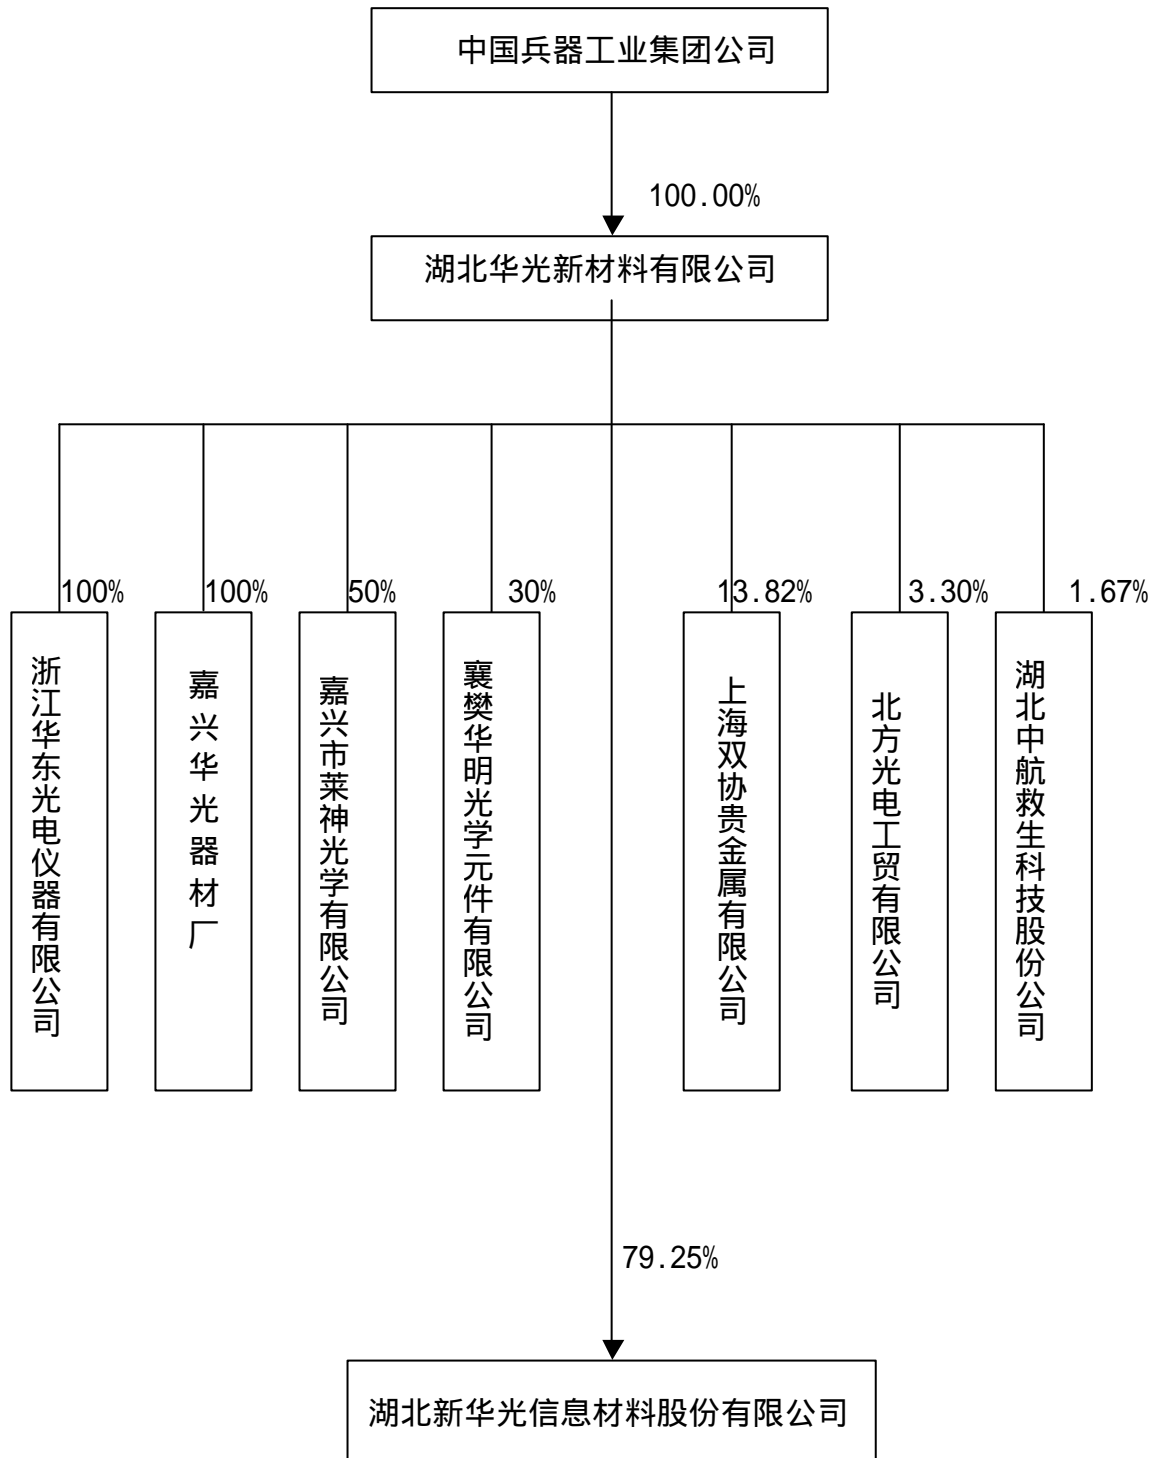 中国兵器工业集团公司
100.00%
湖北华光新材料有限公司
100%
100%
50%
30%
13.82%
3.30%
1.67%
浙江华东光电仪器有限公司
嘉兴华光器材厂
嘉兴市莱神光学有限公司
襄樊华明光学元件有限公司
上海双协贵金属有限公司
北方光电工贸有限公司
湖北中航救生科技股份公司
79.25%
湖北新华光信息材料股份有限公司